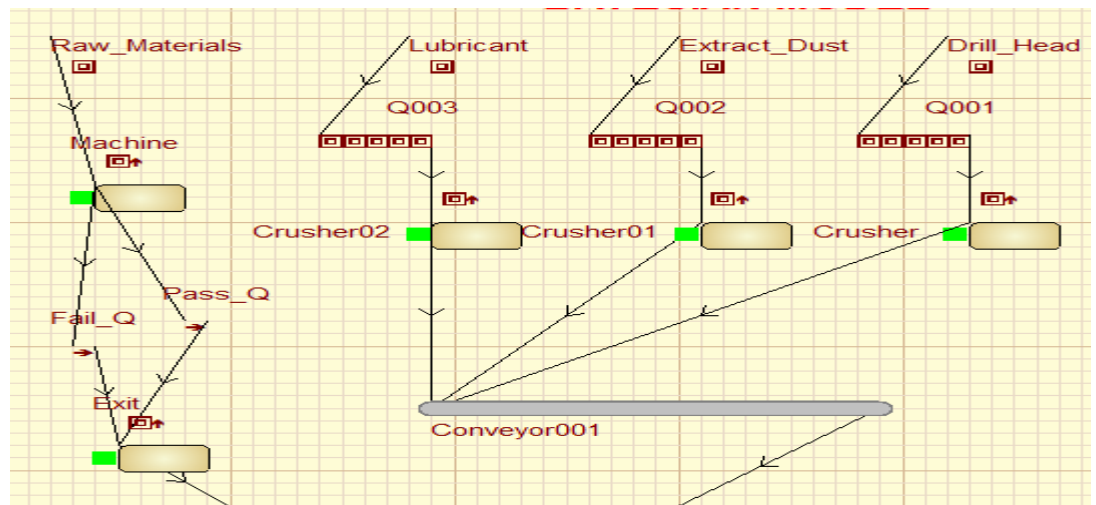 Raw_Materials
Lubricant
Extract_Dust
Drill_Head
Q003
Q002
Q001
Machine
Crusher02
Crusher01
Crusher
Pass_Q
Fail_Q
Exit
Conveyor001